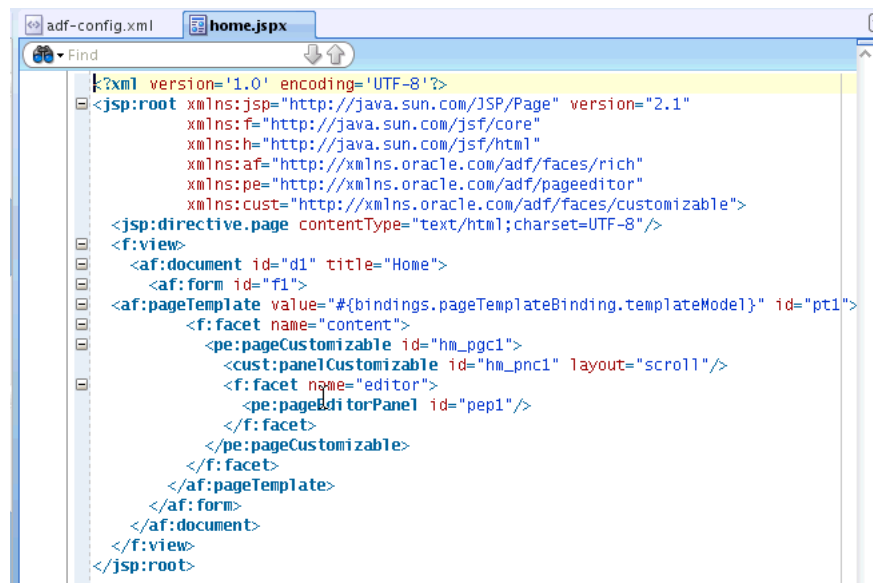 adf-config.xml home.jspx
Find
<?xml version='1.0' encoding='UTF-8'?>
<jsp:root xmlns:jsp="http://java.sun.com/JSP/Page" version="2.1"
xmlns:f="http://java.sun.com/jsf/core"
xmlns:h="http://java.sun.com/jsf/html"
xmlns:af="http://xmlns.oracle.com/adf/faces/rich"
xmlns:pe="http://xmlns.oracle.com/adf/pageeditor"
xmlns:cust="http://xmlns.oracle.com/adf/faces/customizable">
<jsp:directive.page contentType="text/html;charset=UTF-8"/>
<f:view>
<af:document id="d1" title="Home">
<af:form id="f1">
<af:pageTemplate value="#{bindings.pageTemplateBinding.templateModel}" id="pt1">
<f:facet name="content">
<pe:pageCustomizable id="hm_pgc1">
<cust:panelCustomizable id="hm_pnc1" layout="scroll"/>
<f:facet name="editor">
<pe:pageEditorPanel id="pep1"/>
</f:facet>
</pe:pageCustomizable>
</f:facet>
</af:pageTemplate>
</af:form>
</af:document>
</f:view>
</jsp:root>